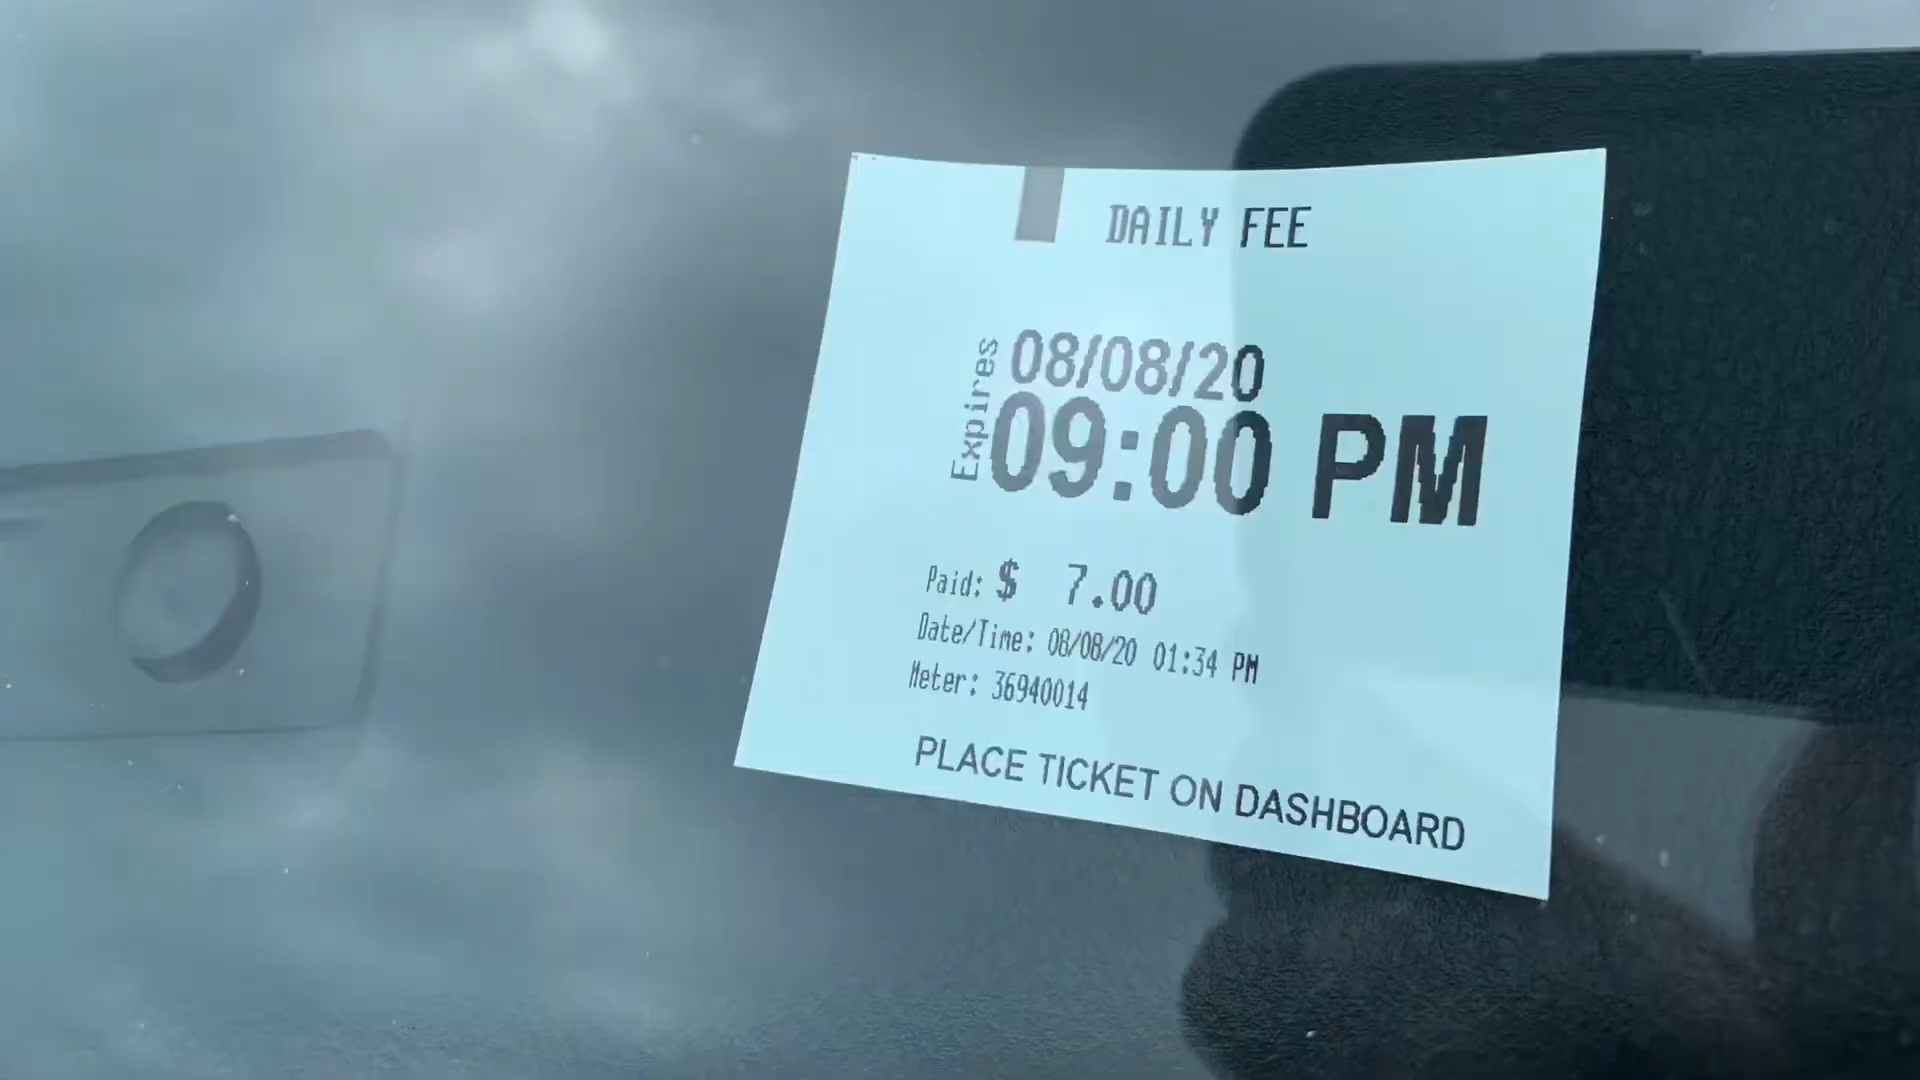 DAILY FEE
Expires
08/08/20
09:00 PM
Paid: $ 7.00
Date/Time: 08/08/20 01:34 PM
Meter: 36940014
PLACE TICKET ON DASHBOARD